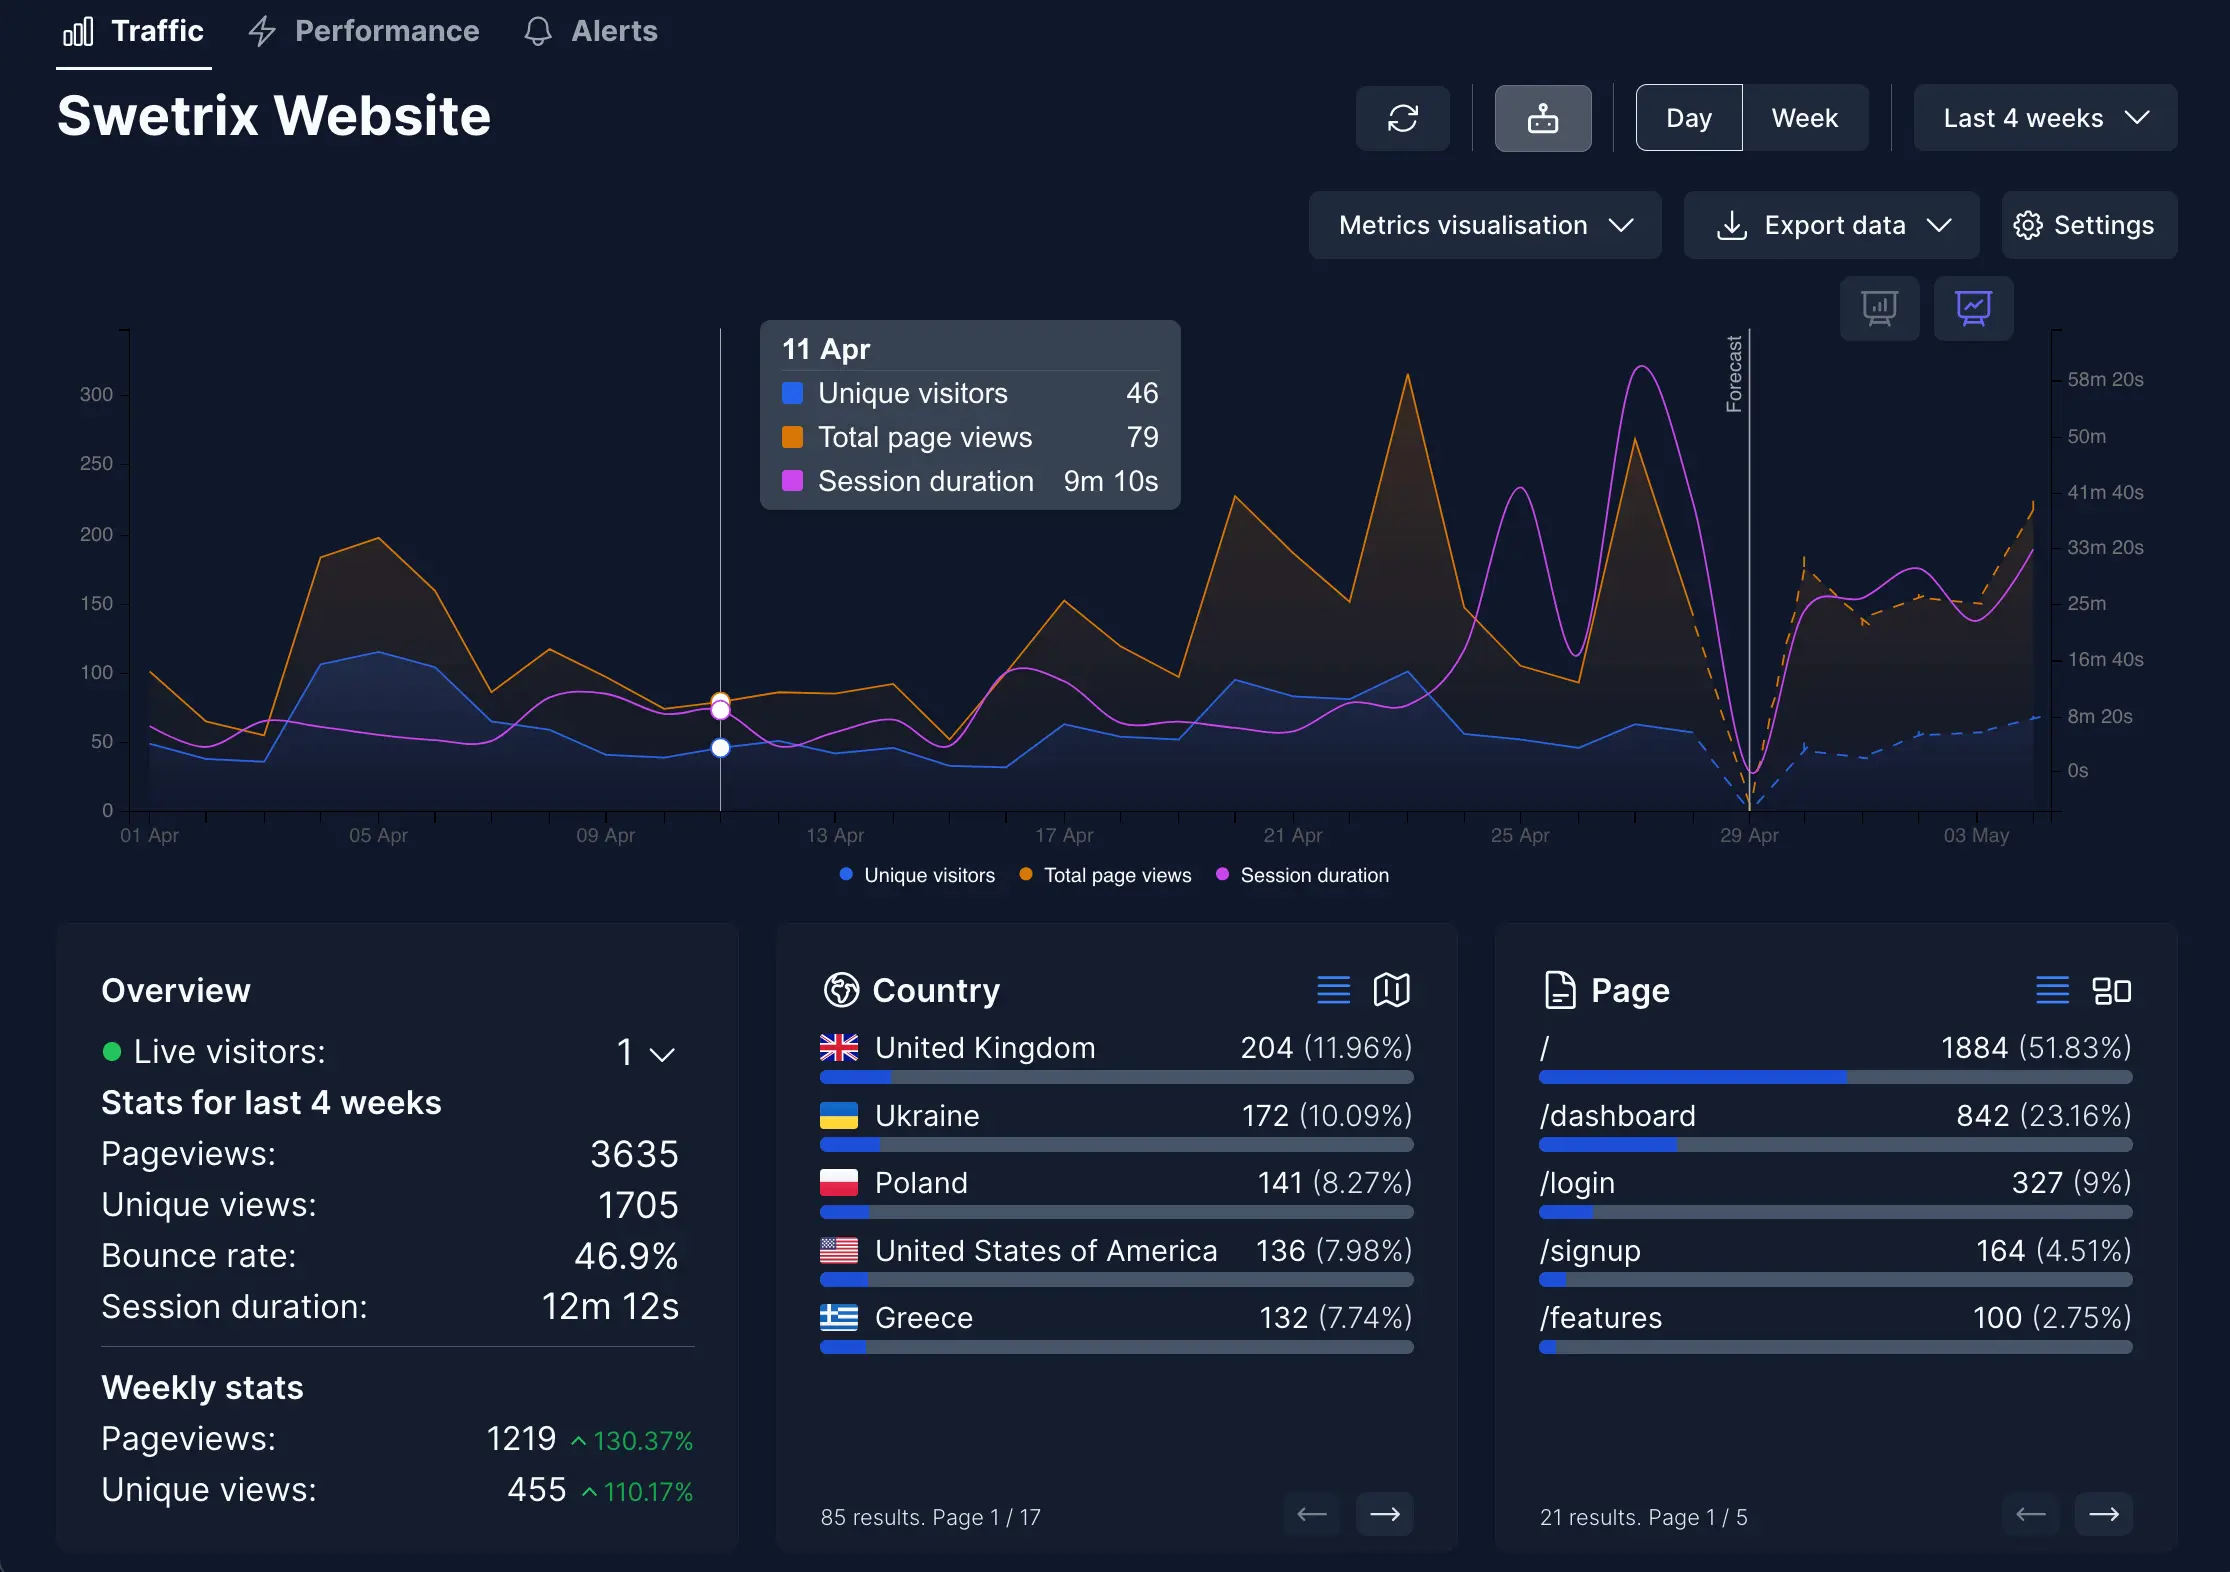 Traffic Performance Alerts
Swetrix Website
Day Week Last 4 weeks
Metrics visualisation Export data Settings
11 Apr
Unique visitors 46
Total page views 79
Session duration 9m 10s
Forecast
300
250
200
150
100
50
0
58m 20s
50m
41m 40s
33m 20s
25m
16m 40s
8m 20s
0s
01 Apr 05 Apr 09 Apr 13 Apr 17 Apr 21 Apr 25 Apr 29 Apr 03 May
Unique visitors Total page views Session duration
Overview
Live visitors: 1
Stats for last 4 weeks
Pageviews: 3635
Unique views: 1705
Bounce rate: 46.9%
Session duration: 12m 12s
Weekly stats
Pageviews: 1219 130.37%
Unique views: 455 110.17%
Country
United Kingdom 204 (11.96%)
Ukraine 172 (10.09%)
Poland 141 (8.27%)
United States of America 136 (7.98%)
Greece 132 (7.74%)
85 results. Page 1 / 17
Page
/ 1884 (51.83%)
/dashboard 842 (23.16%)
/login 327 (9%)
/signup 164 (4.51%)
/features 100 (2.75%)
21 results. Page 1 / 5